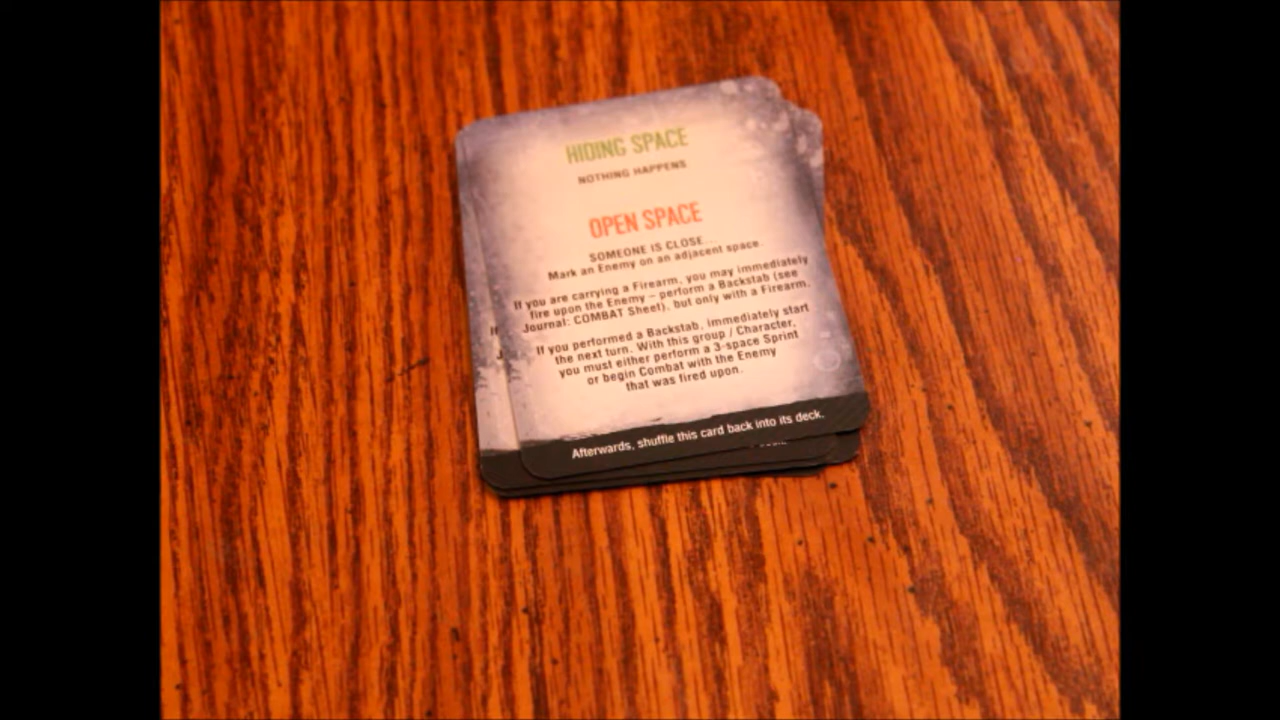 HIDING SPACE
NOTHING HAPPENS
OPEN SPACE
SOMEONE IS CLOSE...
Mark an Enemy on an adjacent space.
If you are carrying a Firearm, you may immediately
fire upon the Enemy – perform a Backstab (see
Journal: COMBAT Sheet), but only with a Firearm.
If you performed a Backstab, immediately start
the next turn. With this group / Character,
you must either perform a 3-space Sprint
or begin Combat with the Enemy
that was fired upon.
Afterwards, shuffle this card back into its deck.